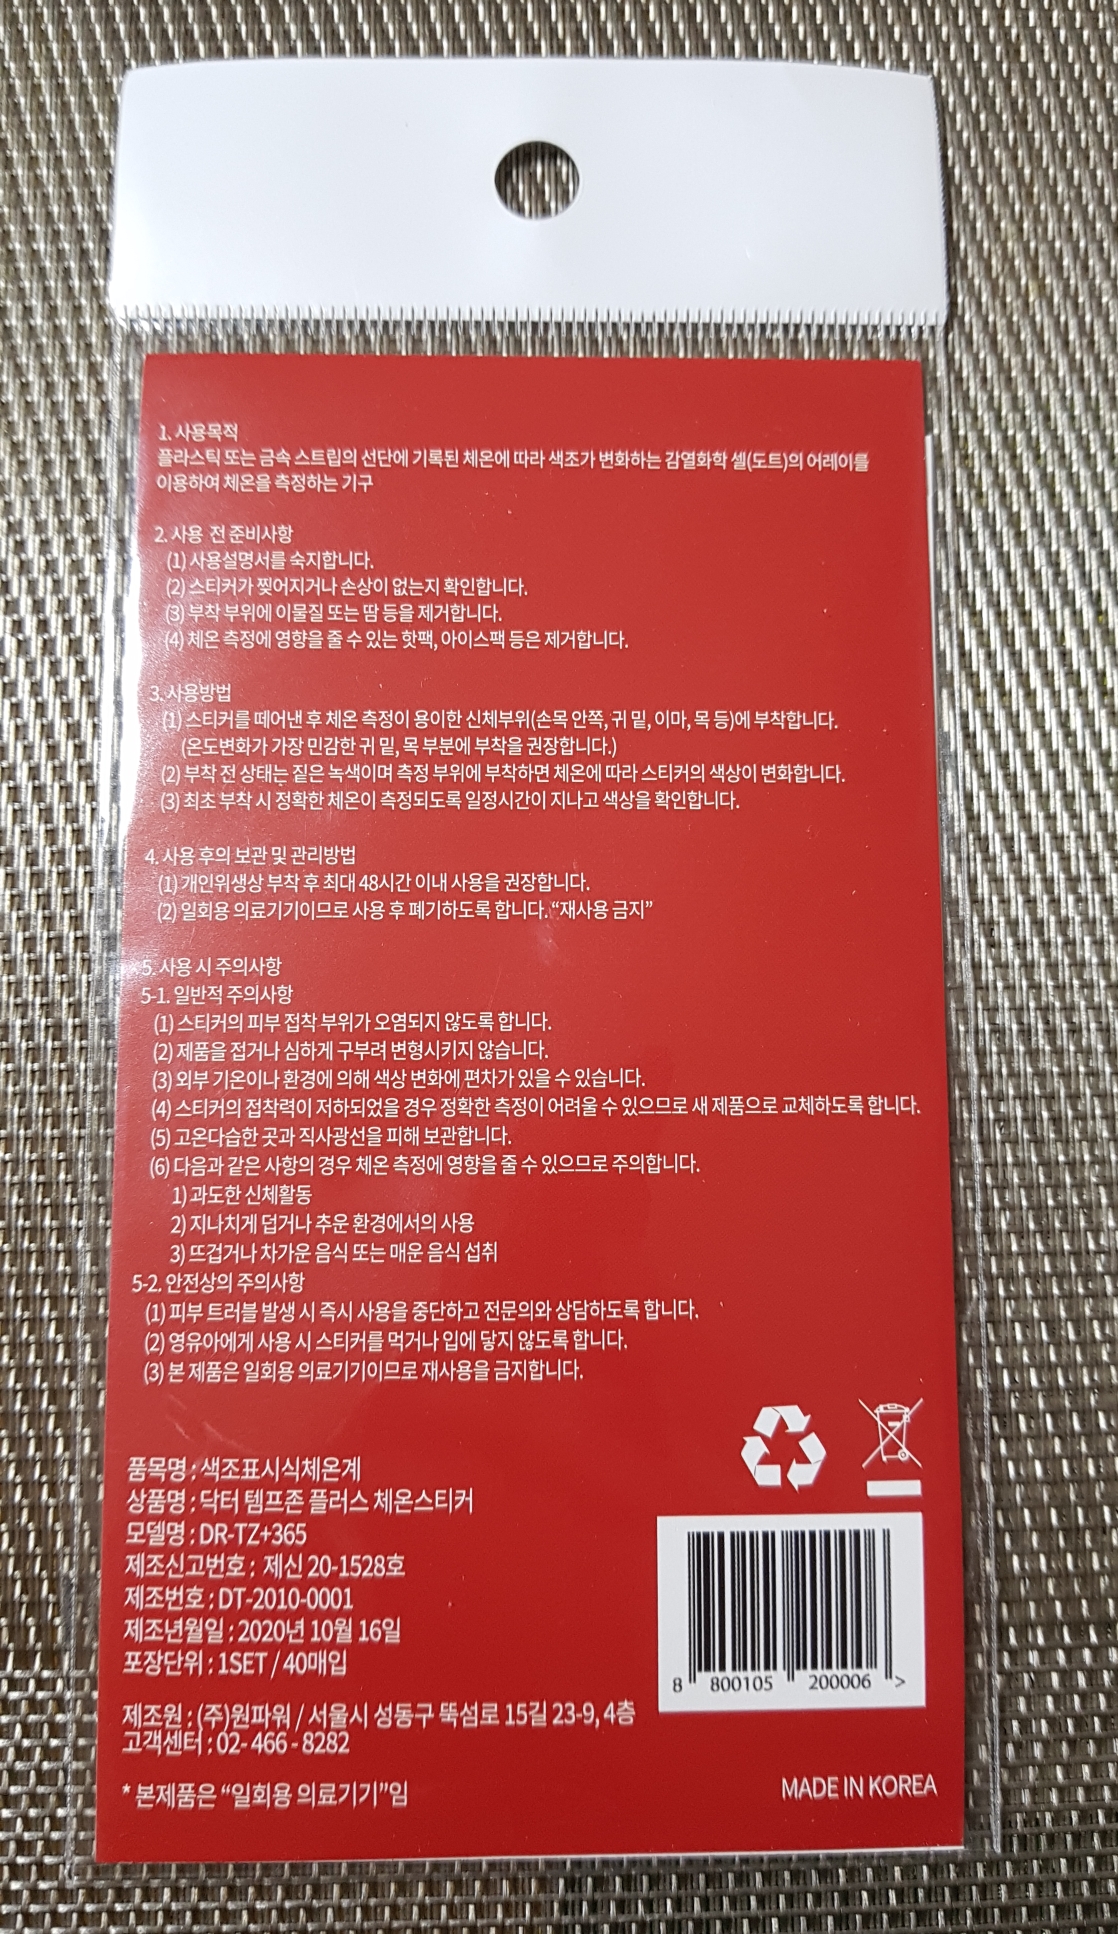 1. 사용목적
플라스틱 또는 금속 스트립의 선단에 기록된 체온에 따라 색조가 변화하는 감열화학 셀(도트)의 어레이를
이용하여 체온을 측정하는 기구
2. 사용 전 준비사항
(1) 사용설명서를 숙지합니다.
(2) 스티커가 찢어지거나 손상이 없는지 확인합니다.
(3) 부착 부위에 이물질 또는 땀 등을 제거합니다.
(4) 체온 측정에 영향을 줄 수 있는 핫팩, 아이스팩 등은 제거합니다.
3. 사용방법
(1) 스티커를 떼어낸 후 체온 측정이 용이한 신체부위(손목 안쪽, 귀 밑, 이마, 목 등)에 부착합니다.
(온도변화가 가장 민감한 귀 밑, 목 부분에 부착을 권장합니다.)
(2) 부착 전 상태는 짙은 녹색이며 측정 부위에 부착하면 체온에 따라 스티커의 색상이 변화합니다.
(3) 최초 부착 시 정확한 체온이 측정되도록 일정시간이 지나고 색상을 확인합니다.
4. 사용 후의 보관 및 관리방법
(1) 개인위생상 부착 후 최대 48시간 이내 사용을 권장합니다.
(2) 일회용 의료기기이므로 사용 후 폐기하도록 합니다. “재사용 금지”
5. 사용 시 주의사항
5-1. 일반적 주의사항
(1) 스티커의 피부 접착 부위가 오염되지 않도록 합니다.
(2) 제품을 접거나 심하게 구부려 변형시키지 않습니다.
(3) 외부 기온이나 환경에 의해 색상 변화에 편차가 있을 수 있습니다.
(4) 스티커의 접착력이 저하되었을 경우 정확한 측정이 어려울 수 있으므로 새 제품으로 교체하도록 합니다.
(5) 고온다습한 곳과 직사광선을 피해 보관합니다.
(6) 다음과 같은 사항의 경우 체온 측정에 영향을 줄 수 있으므로 주의합니다.
1) 과도한 신체활동
2) 지나치게 덥거나 추운 환경에서의 사용
3) 뜨겁거나 차가운 음식 또는 매운 음식 섭취
5-2. 안전상의 주의사항
(1) 피부 트러블 발생 시 즉시 사용을 중단하고 전문의와 상담하도록 합니다.
(2) 영유아에게 사용 시 스티커를 먹거나 입에 닿지 않도록 합니다.
(3) 본 제품은 일회용 의료기기이므로 재사용을 금지합니다.
품목명 : 색조표시식체온계
상품명 : 닥터 템프존 플러스 체온스티커
모델명 : DR-TZ+365
제조신고번호 : 제신 20-1528호
제조번호 : DT-2010-0001
제조년월일 : 2020년 10월 16일
포장단위 : 1SET / 40매입
8 800105 200006 >
제조원 : (주)원파워 / 서울시 성동구 뚝섬로 15길 23-9, 4층
고객센터 : 02- 466 - 8282
* 본제품은 “일회용 의료기기”임
MADE IN KOREA